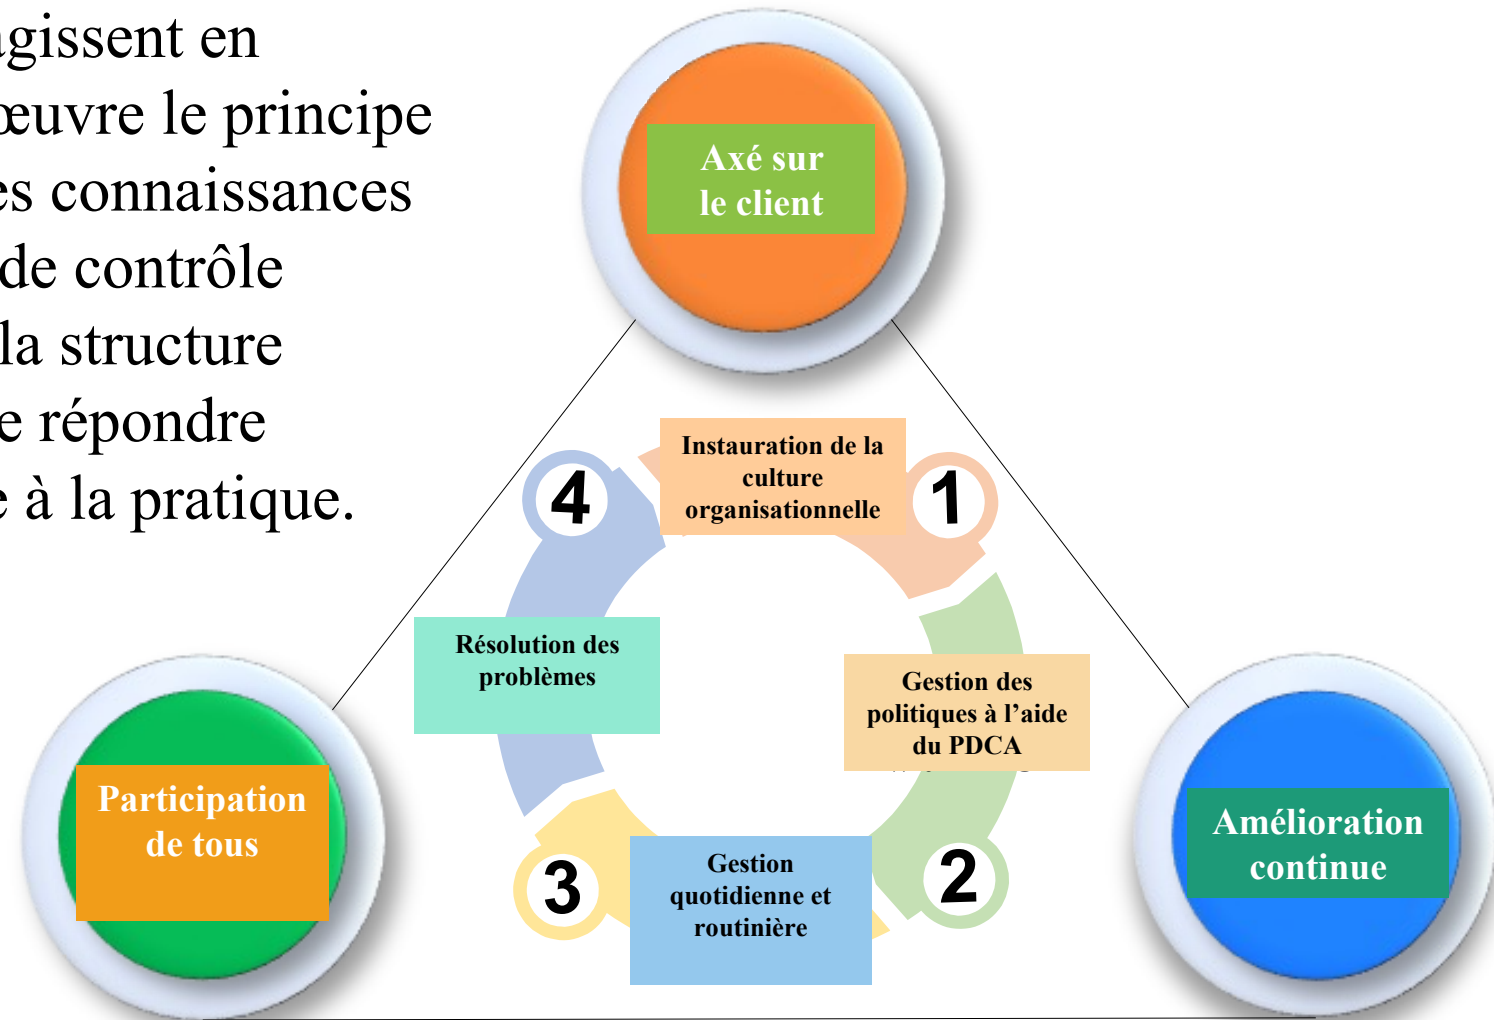 agissent en
œuvre le principe
es connaissances
de contrôle
la structure
e répondre
e à la pratique.
Axé sur
le client
Instauration de la
culture
organisationnelle
4
1
Résolution des
problèmes
Gestion des
politiques à l’aide
du PDCA
Participation
de tous
Amélioration
continue
3
Gestion
quotidienne et
routinière
2